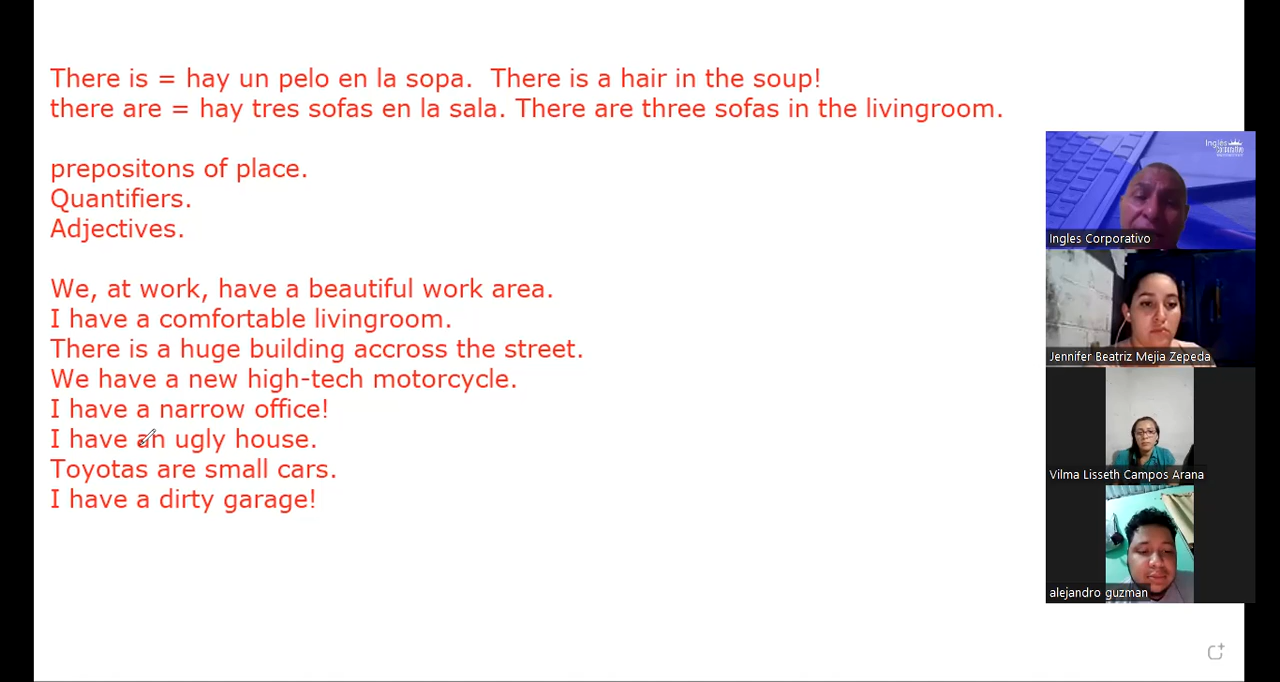 There is = hay un pelo en la sopa.  There is a hair in the soup!
there are = hay tres sofas en la sala. There are three sofas in the livingroom.
prepositons of place.
Quantifiers.
Adjectives.
We, at work, have a beautiful work area.
I have a comfortable livingroom.
There is a huge building accross the street.
We have a new high-tech motorcycle.
I have a narrow office!
I have an ugly house.
Toyotas are small cars.
I have a dirty garage!
Ingles
Corporativo
Ingles Corporativo
Jennifer Beatriz Mejia Zepeda
Vilma Lisseth Campos Arana
alejandro guzman